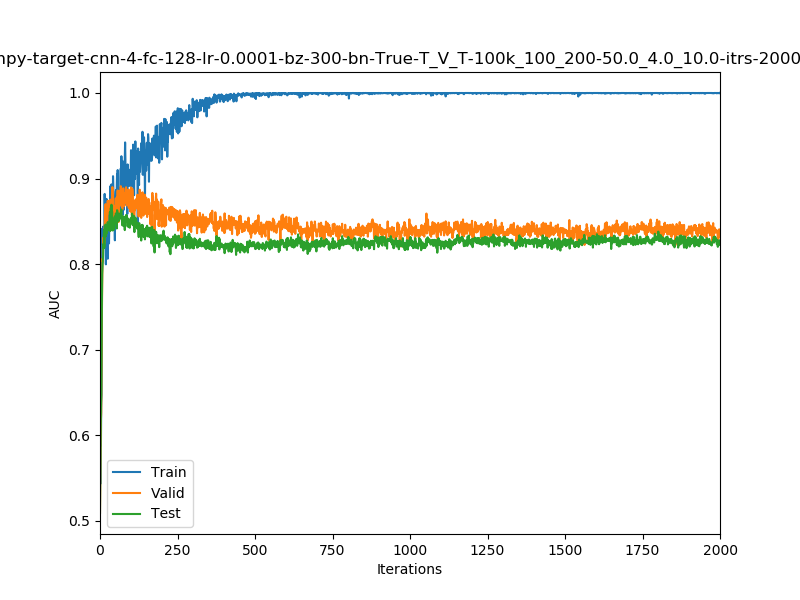 npy-target-cnn-4-fc-128-lr-0.0001-bz-300-bn-True-T_V_T-100k_100_200-50.0_4.0_10.0-itrs-2000
1.0
0.9
0.8
0.7
0.6
0.5
AUC
Train
Valid
Test
0 250 500 750 1000 1250 1500 1750 2000
Iterations